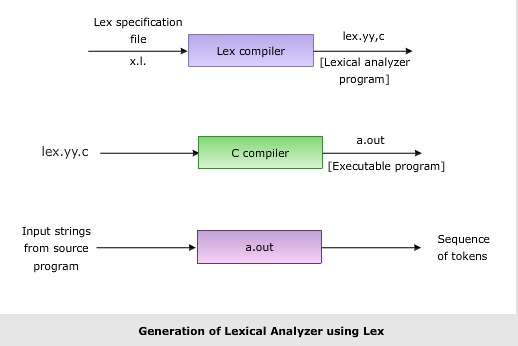 Lex specification
file
x.l.
Lex compiler
lex.yy,c
[Lexical analyzer
program]
lex.yy.c
C compiler
a.out
[Executable program]
Input strings
from source
program
a.out
Sequence
of tokens
Generation of Lexical Analyzer using Lex